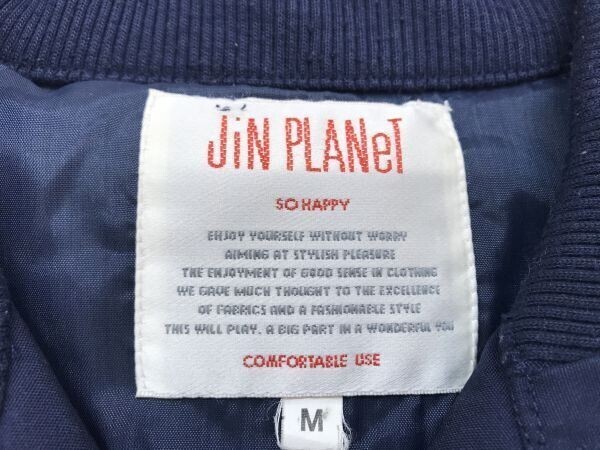 JiN PLANeT
SO HAPPY
ENJOY YOURSELF WITHOUT WORRY
AIMING AT STYLISH PLEASURE
THE ENJOYMENT OF GOOD SENSE IN CLOTHING
WE GAVE MUCH THOUGHT TO THE EXCELLENCE
OF FABRICS AND A FASHIONABLE STYLE
THIS WILL PLAY. A BIG PART IN A WONDERFUL YOU
COMFORTABLE USE
M